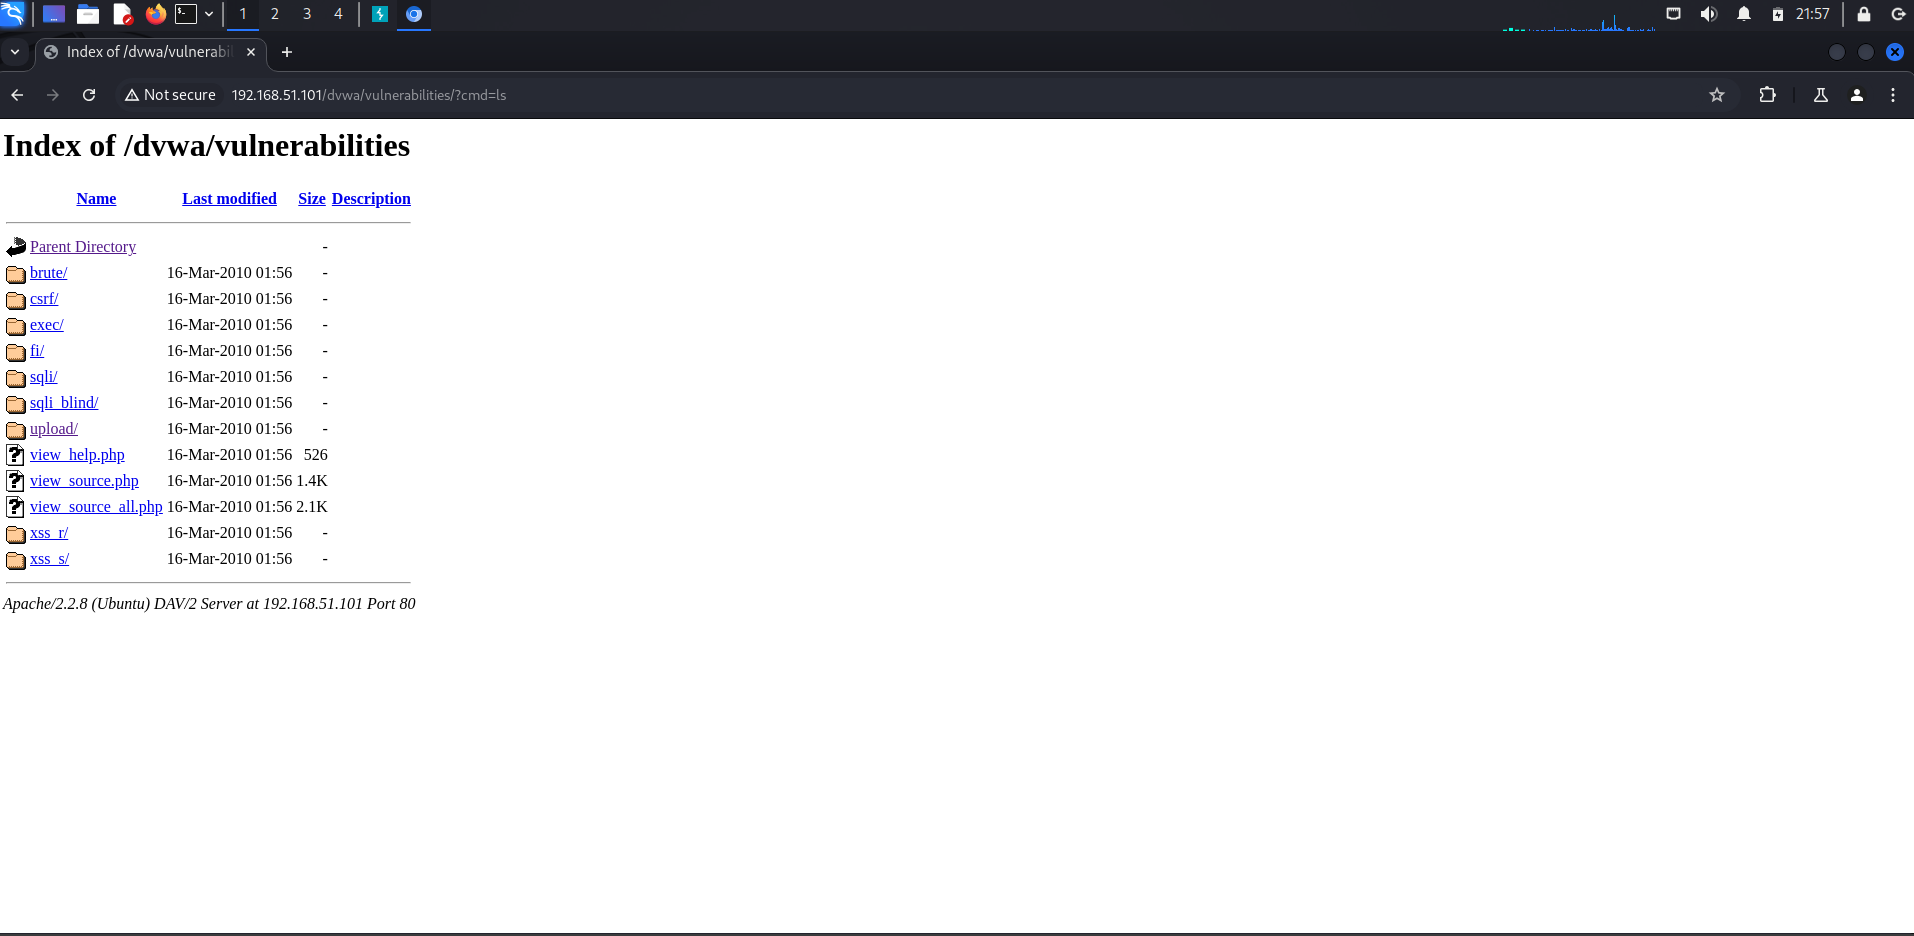 1 2 3 4 21:57
Index of /dvwa/vulnerabil
Not secure 192.168.51.101/dvwa/vulnerabilities/?cmd=ls
Index of /dvwa/vulnerabilities
Name Last modified Size Description
Parent Directory -
brute/ 16-Mar-2010 01:56 -
csrf/ 16-Mar-2010 01:56 -
exec/ 16-Mar-2010 01:56 -
fi/ 16-Mar-2010 01:56 -
sqli/ 16-Mar-2010 01:56 -
sqli_blind/ 16-Mar-2010 01:56 -
upload/ 16-Mar-2010 01:56 -
view_help.php 16-Mar-2010 01:56 526
view_source.php 16-Mar-2010 01:56 1.4K
view_source_all.php 16-Mar-2010 01:56 2.1K
xss_r/ 16-Mar-2010 01:56 -
xss_s/ 16-Mar-2010 01:56 -
Apache/2.2.8 (Ubuntu) DAV/2 Server at 192.168.51.101 Port 80